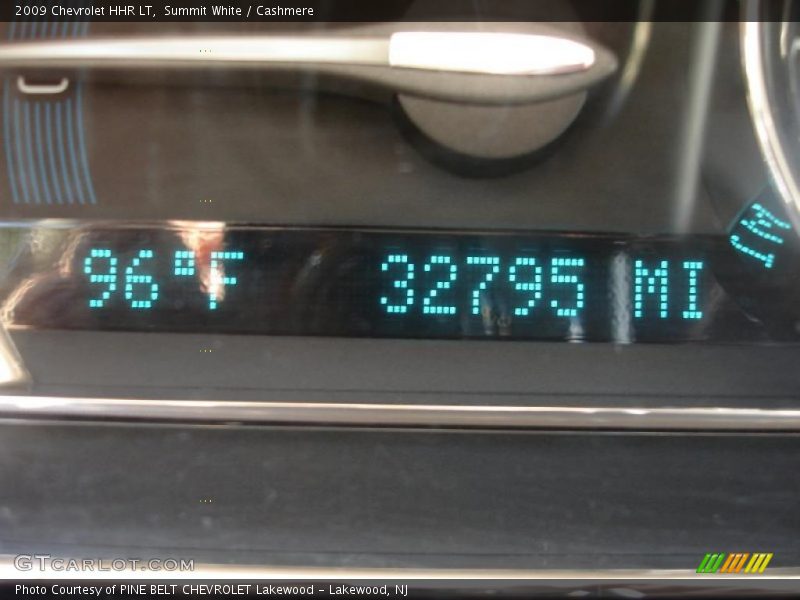 2009 Chevrolet HHR LT,  Summit White / Cashmere
96°F 32795 MI
GTCARLOT.COM
Photo Courtesy of PINE BELT CHEVROLET Lakewood - Lakewood, NJ